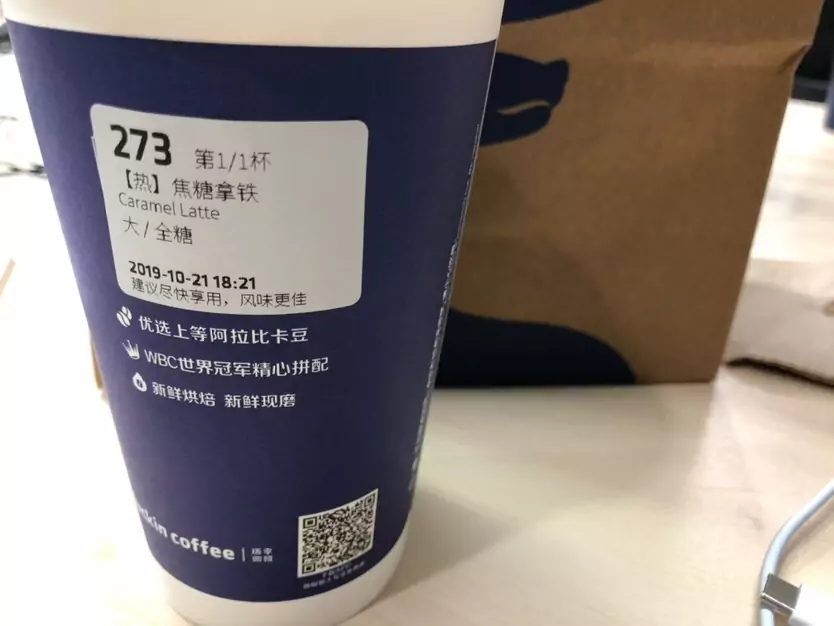 273 第1/1杯
【热】焦糖拿铁
Caramel Latte
大/全糖
2019-10-21 18:21
建议尽快享用，风味更佳
优选上等阿拉比卡豆
WBC世界冠军精心拼配
新鲜烘焙 新鲜现磨
coffee